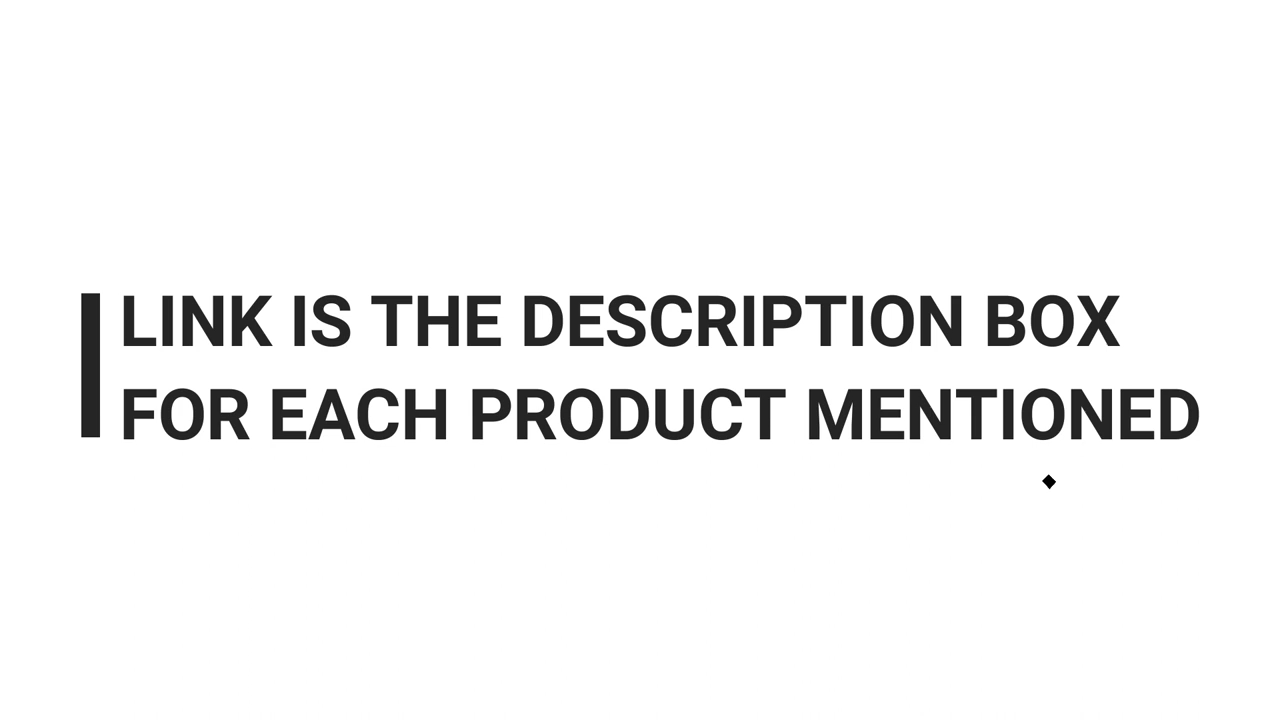 LINK IS THE DESCRIPTION BOX
FOR EACH PRODUCT MENTIONED